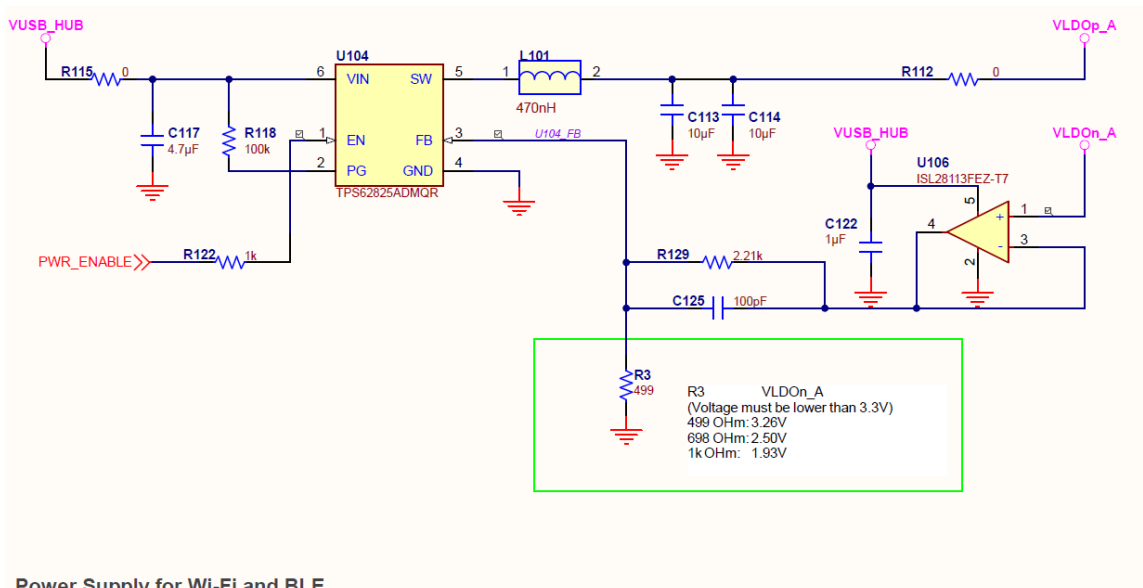 VUSB_HUB
VLDOp_A
R115
0
U104
6
VIN
SW
5
1
L101
2
470nH
R112
0
C117
4.7µF
R118
100k
1
EN
FB
3
U104_FB
2
PG
GND
4
TPS62825ADMQR
C113
10µF
C114
10µF
VUSB_HUB
VLDOn_A
U106
ISL28113FEZ-T7
5
1
+
4
-
3
2
C122
1µF
PWR_ENABLE
R122
1k
R129
2.21k
C125
100pF
R3
499
R3 VLDOn_A
(Voltage must be lower than 3.3V)
499 OHm: 3.26V
698 OHm: 2.50V
1k OHm: 1.93V
Power Supply for Wi-Fi and BLE